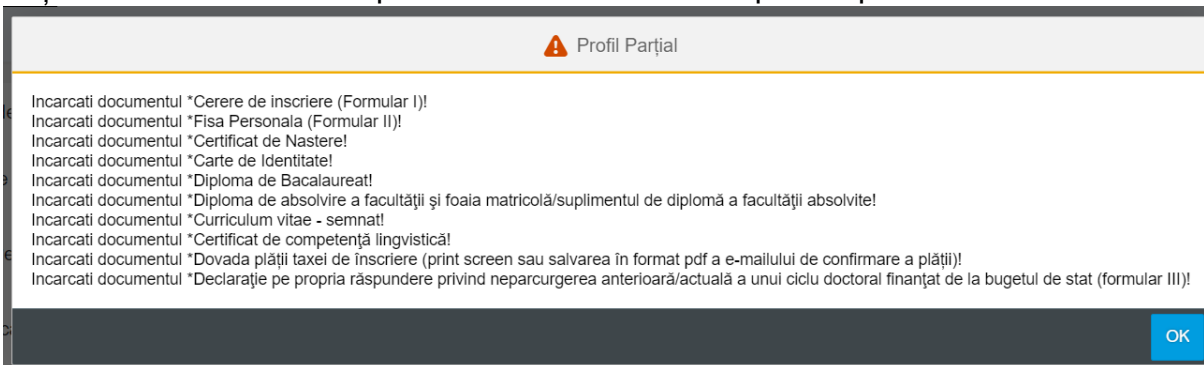 Profil Parțial
Incarcati documentul *Cerere de inscriere (Formular I)!
Incarcati documentul *Fisa Personala (Formular II)!
Incarcati documentul *Certificat de Nastere!
Incarcati documentul *Carte de Identitate!
Incarcati documentul *Diploma de Bacalaureat!
Incarcati documentul *Diploma de absolvire a facultăţii şi foaia matricolă/suplimentul de diplomă a facultăţii absolvite!
Incarcati documentul *Curriculum vitae - semnat!
Incarcati documentul *Certificat de competenţă lingvistică!
Incarcati documentul *Dovada plății taxei de înscriere (print screen sau salvarea în format pdf a e-mailului de confirmare a plății)!
Incarcati documentul *Declaraţie pe propria răspundere privind neparcurgerea anterioară/actuală a unui ciclu doctoral finanţat de la bugetul de stat (formular III)!
OK